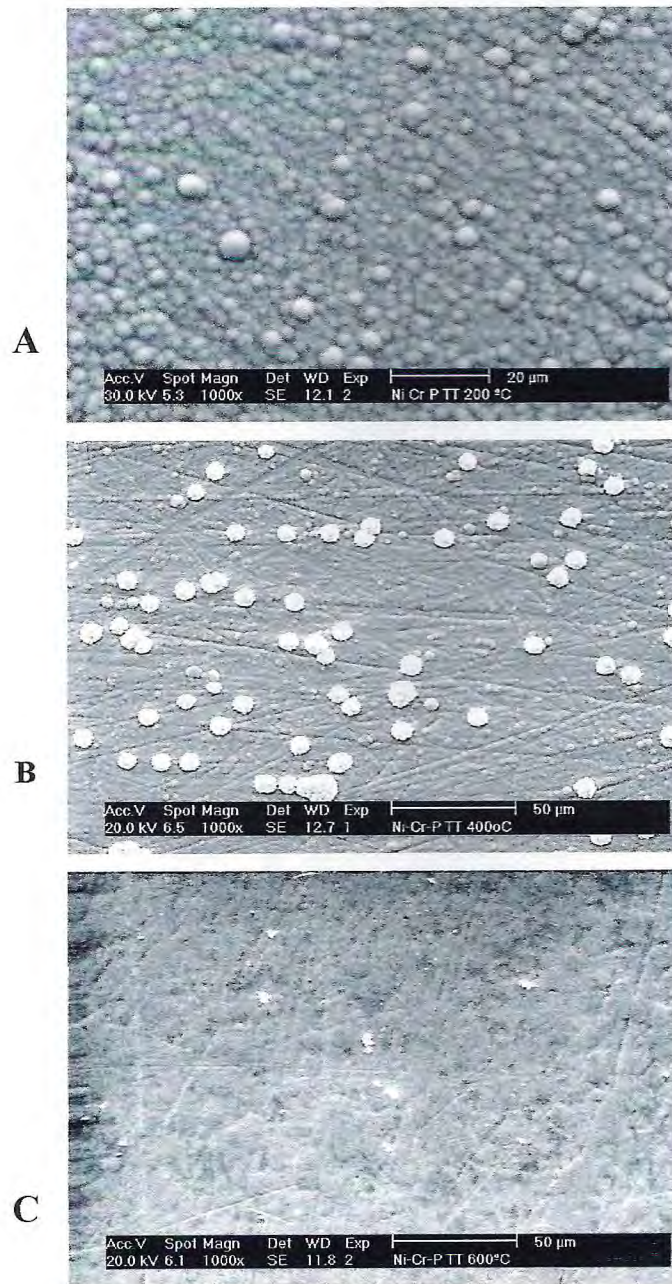 A
Acc.V Spot Magn Det WD Exp 20 µm
30.0 kV 5.3 1000x SE 12.1 2 Ni Cr P TT 200 ºC
B
Acc.V Spot Magn Det WD Exp 50 µm
20.0 kV 6.5 1000x SE 12.7 1 Ni-Cr-P TT 400oC
C
Acc.V Spot Magn Det WD Exp 50 µm
20.0 kV 6.1 1000x SE 11.8 2 Ni-Cr-P TT 600ºC